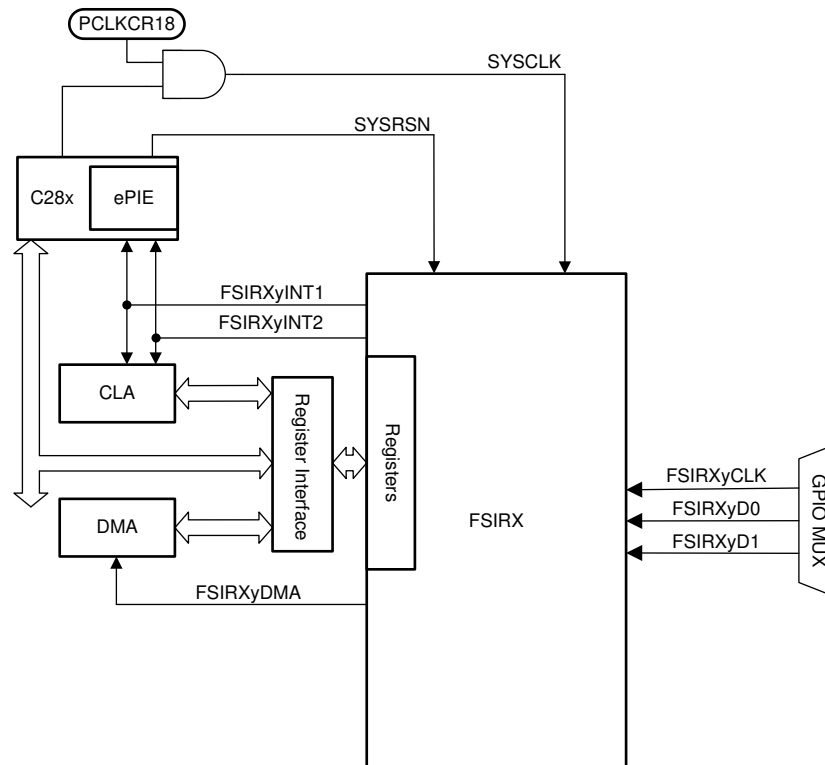 PCLKCR18
SYSCLK
SYSRSN
C28x
ePIE
FSIRXyINT1
FSIRXyINT2
CLA
Register Interface
Registers
FSIRX
FSIRXyCLK
FSIRXyD0
FSIRXyD1
GPIO MUX
DMA
FSIRXyDMA